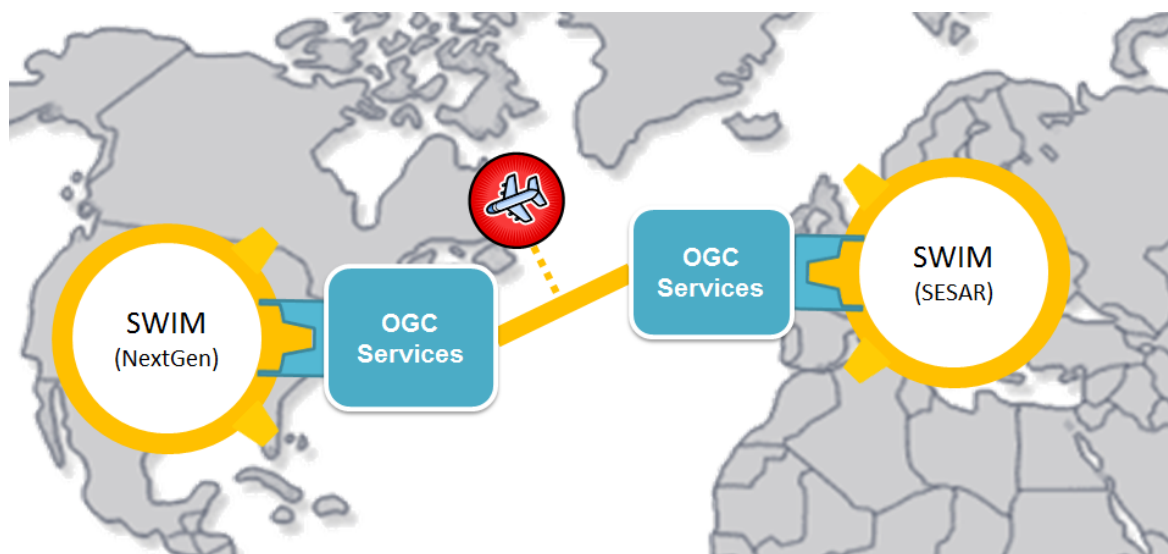 SWIM
(NextGen)
OGC
Services
OGC
Services
SWIM
(SESAR)